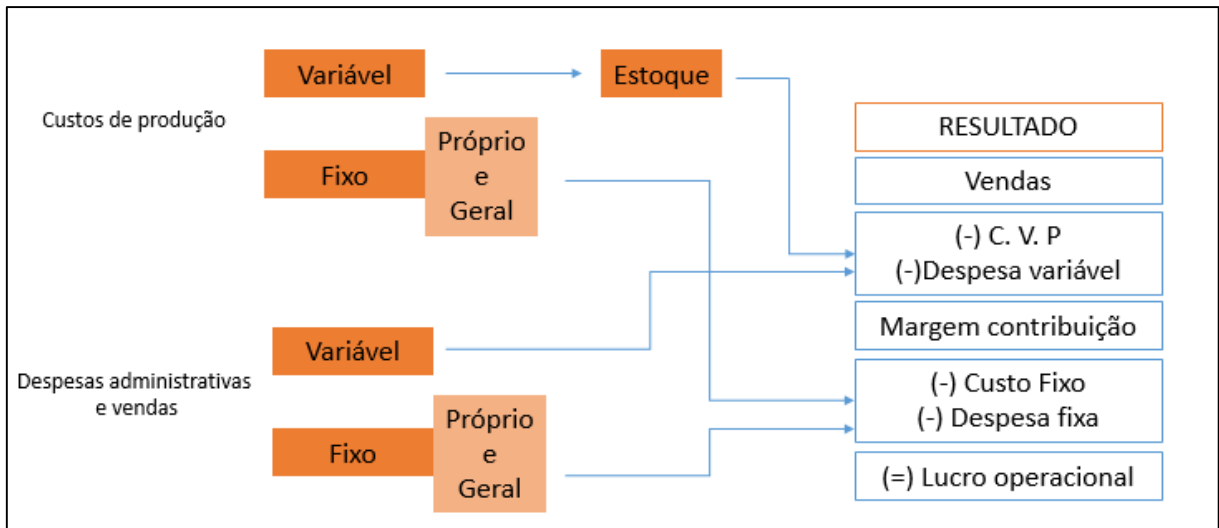 Custos de produção
Variável
Estoque
Fixo
Próprio
e
Geral
Despesas administrativas
e vendas
Variável
Fixo
Próprio
e
Geral
RESULTADO
Vendas
(-) C. V. P
(-)Despesa variável
Margem contribuição
(-) Custo Fixo
(-) Despesa fixa
(=) Lucro operacional